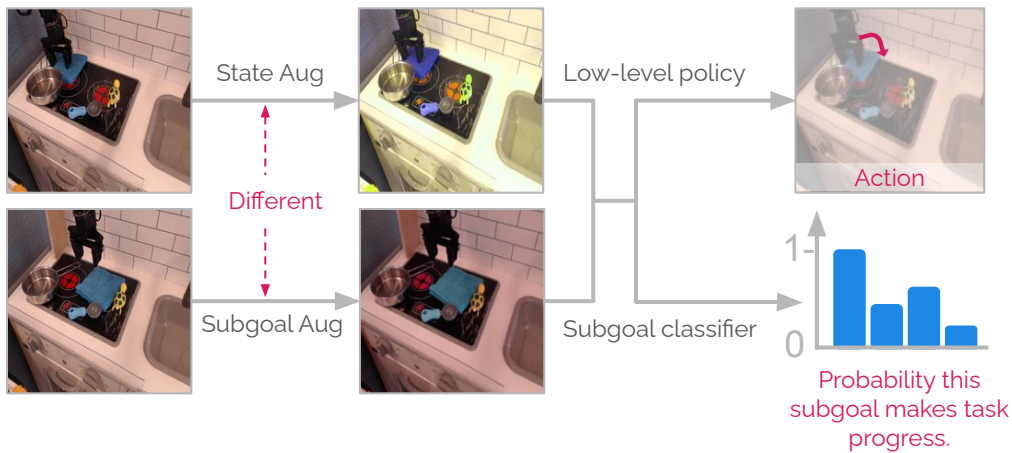 State Aug
Low-level policy
Action
Different
Subgoal Aug
Subgoal classifier
1
0
Probability this
subgoal makes task
progress.